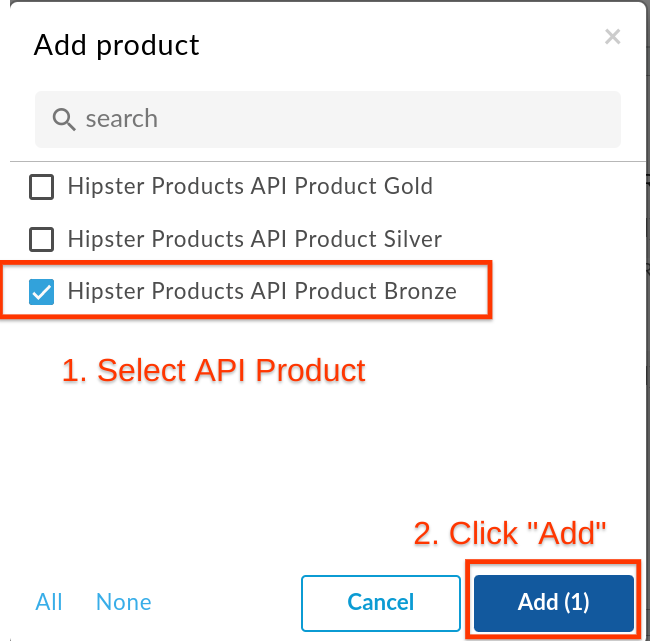 Add product
×
search
Hipster Products API Product Gold
Hipster Products API Product Silver
Hipster Products API Product Bronze
1. Select API Product
2. Click "Add"
All None Cancel Add (1)